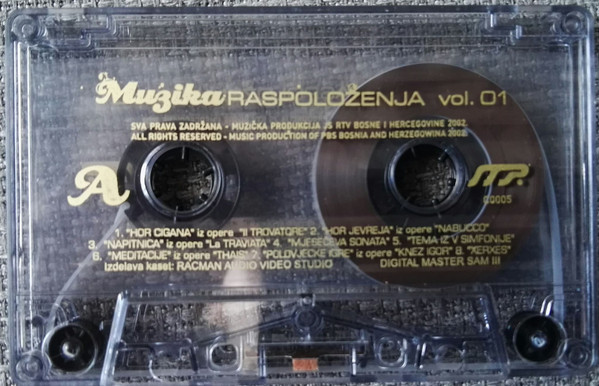 Muzika RASPOLOŽENJA vol. 01
SVA PRAVA ZADRŽANA - MUZIČKA PRODUKCIJA JS RTV BOSNE I HERCEGOVINE 2002.
ALL RIGHTS RESERVED - MUSIC PRODUCTION OF PBS BOSNIA AND HERZEGOWINA 2002.
A
MP
00005
1. "HOR CIGANA" iz opere "Il TROVATORE" 2. "HOR JEVREJA" iz opere "NABUCCO"
3. "NAPITNICA" iz opere "La TRAVIATA" 4. "MJESEČEVA SONATA" 5. "TEMA IZ V SIMFONIJE"
6. "MEDITACIJE" iz opere "THAIS" 7. "POLOVJECKE IGRE" iz opere "KNEZ IGOR" 8. "XERXES"
Izdelava kaset: RACMAN AUDIO VIDEO STUDIO DIGITAL MASTER SAM III